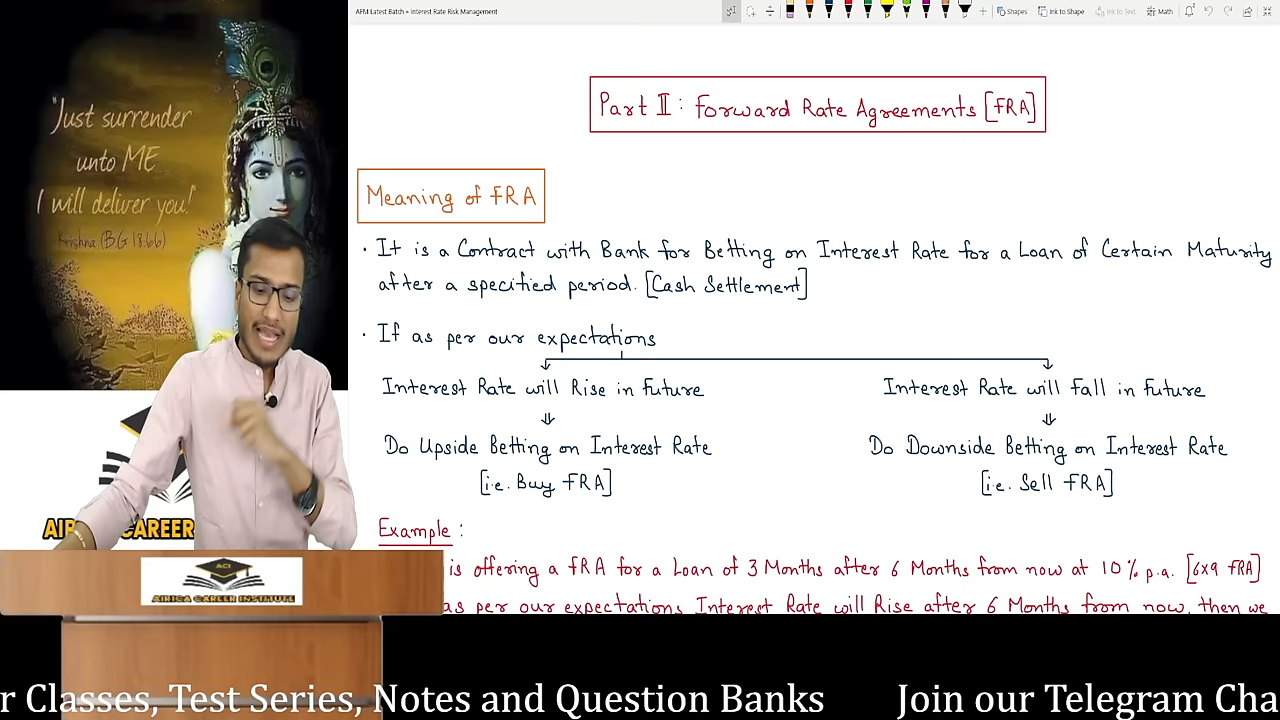 AFM Latest Batch > Interest Rate Risk Management
Shapes
Ink to Shape
Ink to Text
Math
"Just surrender
unto ME
I will deliver you!"
Krishna (BG 18:66)
Part II : Forward Rate Agreements [FRA]
Meaning of FRA
· It is a Contract with Bank for Betting on Interest Rate for a Loan of Certain Maturity
after a specified period. [Cash Settlement]
· If as per our expectations
Interest Rate will Rise in Future
Interest Rate will Fall in Future
⇓
⇓
Do Upside Betting on Interest Rate
Do Downside Betting on Interest Rate
[i.e. Buy FRA]
[i.e. Sell FRA]
Example :
is offering a FRA for a Loan of 3 Months after 6 Months from now at 10% p.a. [6x9 FRA]
as per our expectations Interest Rate will Rise after 6 Months from now, then we
CAREER
ACI
AIRICA CAREER INSTITUTE
r Classes, Test Series, Notes and Question Banks
Join our Telegram Cha